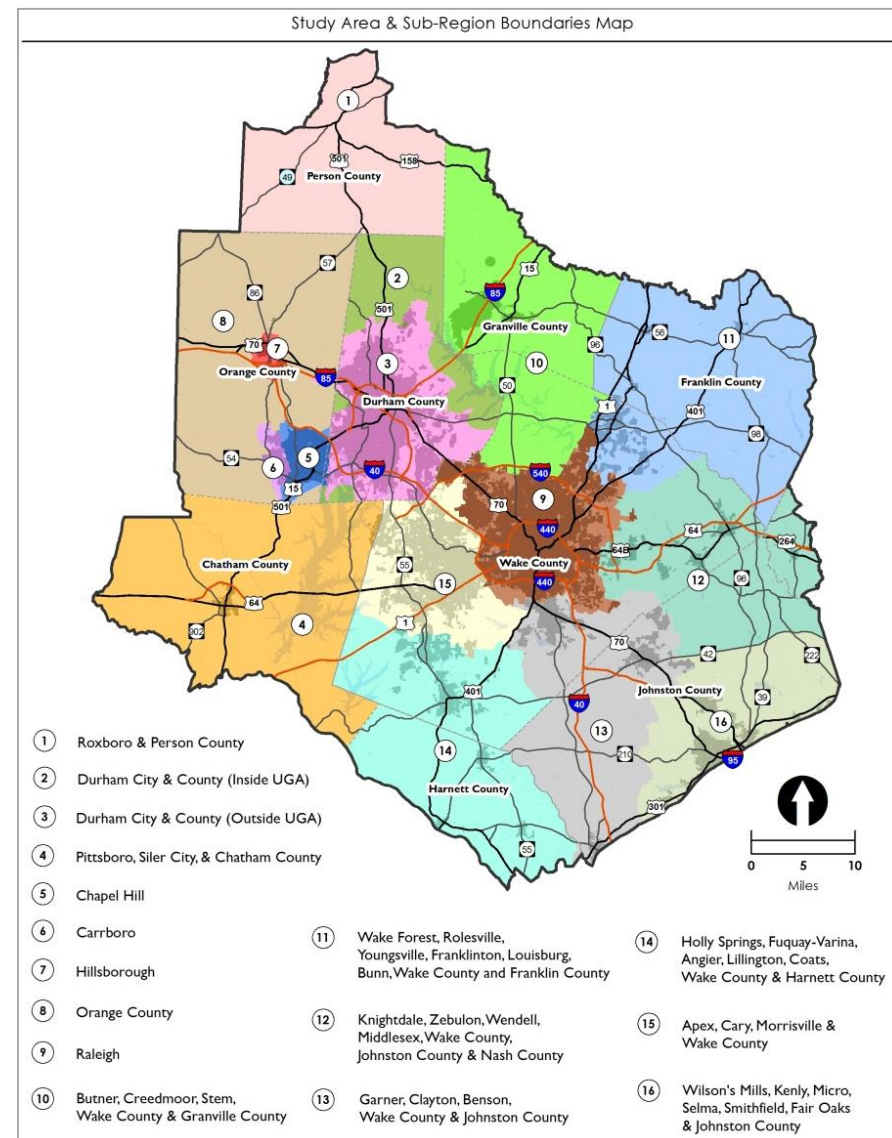 Study Area & Sub-Region Boundaries Map
1
501
158
49
Person County
57
2
15
86
85
501
8
Granville County
56
11
7
70
3
96
10
Orange County
Franklin County
85
50
1
Durham County
401
98
5
54
6
40
540
15
9
70
501
440
64
264
Chatham County
55
Wake County
64B
440
12
96
15
64
4
1
902
70
42
222
401
Johnston County
40
39
16
13
14
210
95
Harnett County
301
55
0 5 10
Miles
1 Roxboro & Person County
2 Durham City & County (Inside UGA)
3 Durham City & County (Outside UGA)
4 Pittsboro, Siler City, & Chatham County
5 Chapel Hill
6 Carrboro
7 Hillsborough
8 Orange County
9 Raleigh
10 Butner, Creedmoor, Stem,
Wake County & Granville County
11 Wake Forest, Rolesville,
Youngsville, Franklinton, Louisburg,
Bunn, Wake County and Franklin County
12 Knightdale, Zebulon, Wendell,
Middlesex, Wake County,
Johnston County & Nash County
13 Garner, Clayton, Benson,
Wake County & Johnston County
14 Holly Springs, Fuquay-Varina,
Angier, Lillington, Coats,
Wake County & Harnett County
15 Apex, Cary, Morrisville &
Wake County
16 Wilson's Mills, Kenly, Micro,
Selma, Smithfield, Fair Oaks
& Johnston County